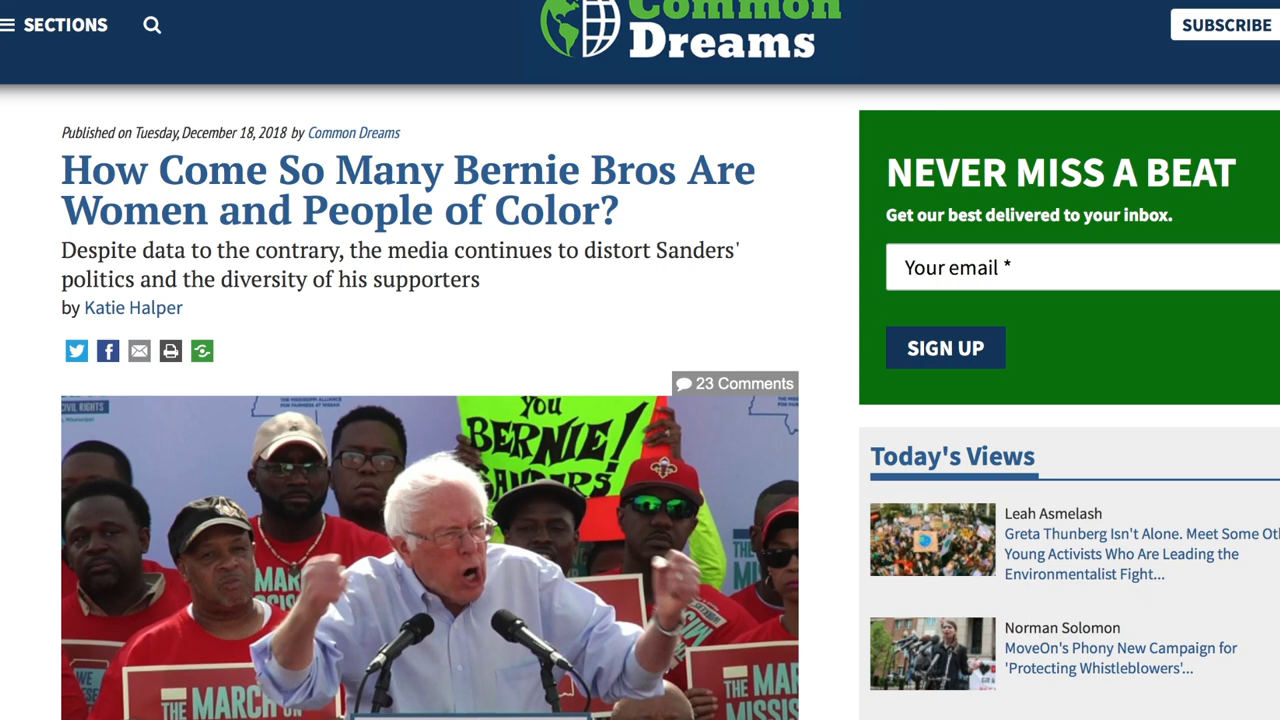 SECTIONS
Common
Dreams
SUBSCRIBE
Published on Tuesday, December 18, 2018 by Common Dreams
How Come So Many Bernie Bros Are
Women and People of Color?
Despite data to the contrary, the media continues to distort Sanders'
politics and the diversity of his supporters
by Katie Halper
23 Comments
CIVIL RIGHTS
YOU
BERNIE!
SANDERS
THE MARCH
THE MAR
MISSIS
NEVER MISS A BEAT
Get our best delivered to your inbox.
Your email *
SIGN UP
Today's Views
Leah Asmelash
Greta Thunberg Isn't Alone. Meet Some Ot
Young Activists Who Are Leading the
Environmentalist Fight...
Norman Solomon
MoveOn's Phony New Campaign for
'Protecting Whistleblowers'...